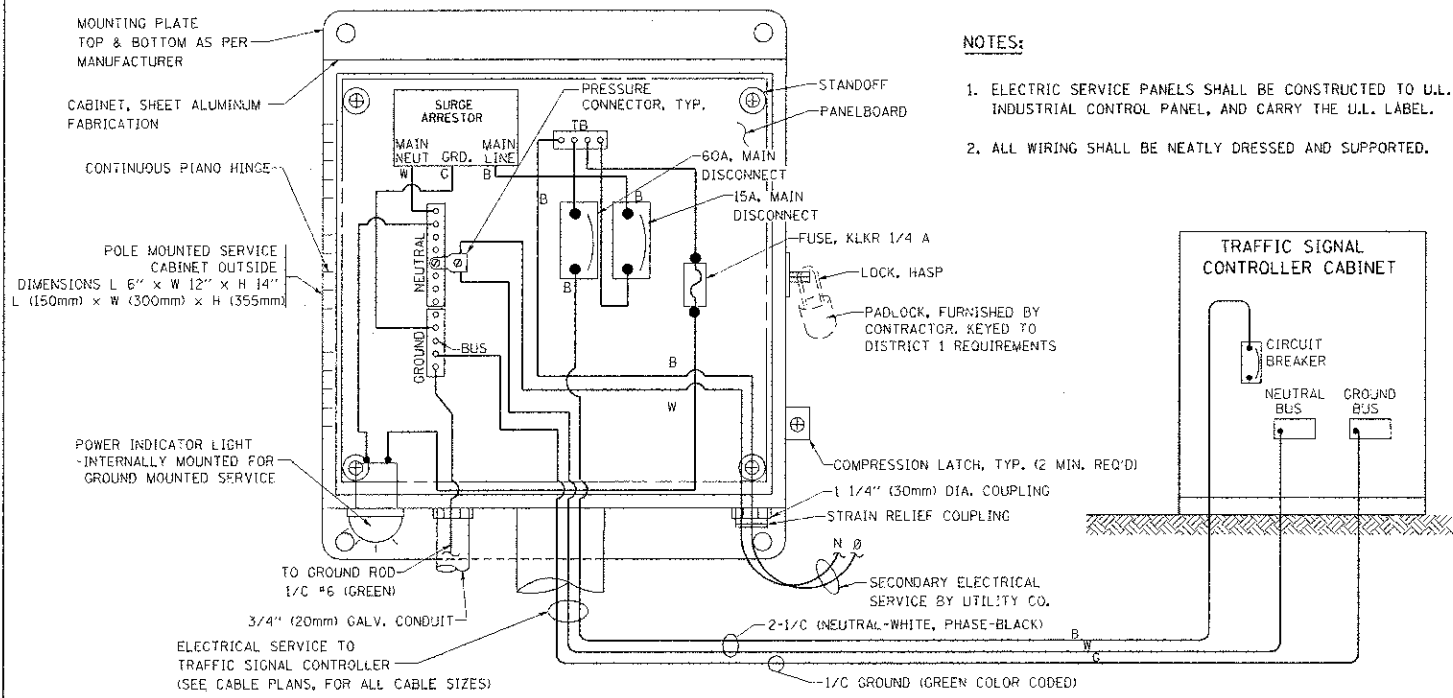 MOUNTING PLATE
TOP & BOTTOM AS PER
MANUFACTURER
CABINET, SHEET ALUMINUM
FABRICATION
CONTINUOUS PIANO HINGE
POLE MOUNTED SERVICE
CABINET OUTSIDE
DIMENSIONS L 6" x W 12" x H 14"
L (150mm) x W (300mm) x H (355mm)
POWER INDICATOR LIGHT
-INTERNALLY MOUNTED FOR
GROUND MOUNTED SERVICE
SURGE
ARRESTOR
MAIN
NEUT
GRD.
MAIN
LINE
W
G
B
PRESSURE
CONNECTOR, TYP.
TB
STANDOFF
PANELBOARD
60A, MAIN
DISCONNECT
15A, MAIN
DISCONNECT
B
B
B
FUSE, KLKR 1/4 A
NEUTRAL
GROUND
BUS
LOCK, HASP
PADLOCK, FURNISHED BY
CONTRACTOR, KEYED TO
DISTRICT 1 REQUIREMENTS
B
W
COMPRESSION LATCH, TYP. (2 MIN. REQ'D)
1 1/4" (30mm) DIA. COUPLING
STRAIN RELIEF COUPLING
N Ø
SECONDARY ELECTRICAL
SERVICE BY UTILITY CO.
TO GROUND ROD
1/C #6 (GREEN)
3/4" (20mm) GALV. CONDUIT
ELECTRICAL SERVICE TO
TRAFFIC SIGNAL CONTROLLER
(SEE CABLE PLANS, FOR ALL CABLE SIZES)
2-1/C (NEUTRAL-WHITE, PHASE-BLACK)
B
W
G
1/C GROUND (GREEN COLOR CODED)
NOTES:
1. ELECTRIC SERVICE PANELS SHALL BE CONSTRUCTED TO U.L.
INDUSTRIAL CONTROL PANEL, AND CARRY THE U.L. LABEL.
2. ALL WIRING SHALL BE NEATLY DRESSED AND SUPPORTED.
TRAFFIC SIGNAL
CONTROLLER CABINET
CIRCUIT
BREAKER
NEUTRAL
BUS
GROUND
BUS